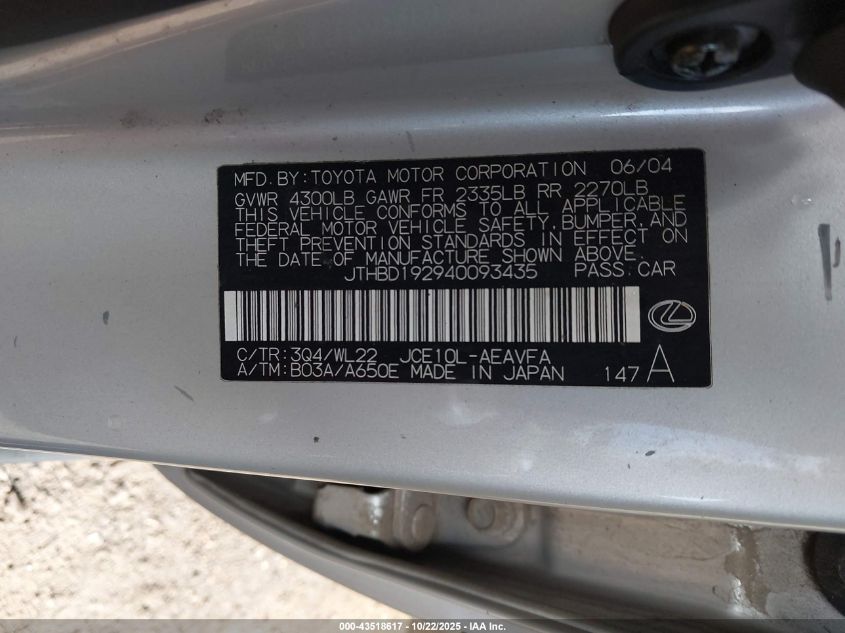 MFD.BY:TOYOTA MOTOR CORPORATION 06/04
GVWR 4300LB GAWR FR 2335LB RR 2270LB
THIS VEHICLE CONFORMS TO ALL APPLICABLE
FEDERAL MOTOR VEHICLE SAFETY,BUMPER,AND
THEFT PREVENTION STANDARDS IN EFFECT ON
THE DATE OF MANUFACTURE SHOWN ABOVE.
JTHBD192940093435 PASS.CAR
C/TR:3Q4/WL22 JCE10L-AEAVFA
A/TM:B03A/A650E MADE IN JAPAN 147 A
000-43518617 - 10/22/2025 - IAA Inc.